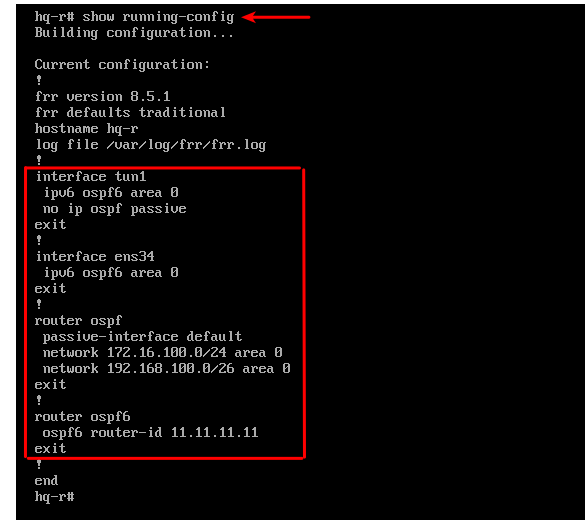 hq-r# show running-config
Building configuration...
Current configuration:
!
frr version 8.5.1
frr defaults traditional
hostname hq-r
log file /var/log/frr/frr.log
!
interface tun1
ipv6 ospf6 area 0
no ip ospf passive
exit
!
interface ens34
ipv6 ospf6 area 0
exit
!
router ospf
passive-interface default
network 172.16.100.0/24 area 0
network 192.168.100.0/26 area 0
exit
!
router ospf6
ospf6 router-id 11.11.11.11
exit
!
end
hq-r#